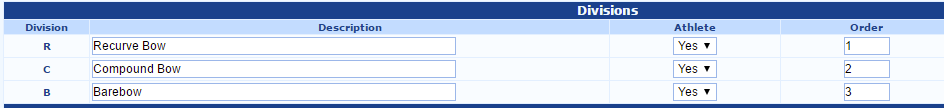 Divisions
Division Description Athlete Order
R Recurve Bow Yes 1
C Compound Bow Yes 2
B Barebow Yes 3